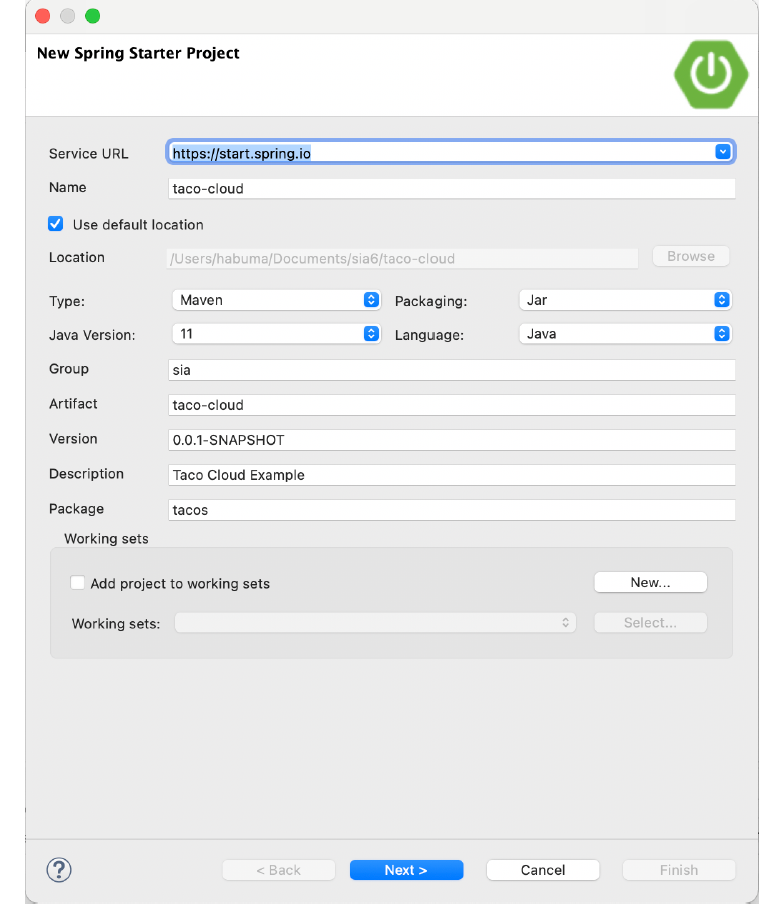 New Spring Starter Project
Service URL https://start.spring.io
Name taco-cloud
Use default location
Location /Users/habuma/Documents/sia6/taco-cloud Browse
Type: Maven Packaging: Jar
Java Version: 11 Language: Java
Group sia
Artifact taco-cloud
Version 0.0.1-SNAPSHOT
Description Taco Cloud Example
Package tacos
Working sets
Add project to working sets New...
Working sets: Select...
? < Back Next > Cancel Finish